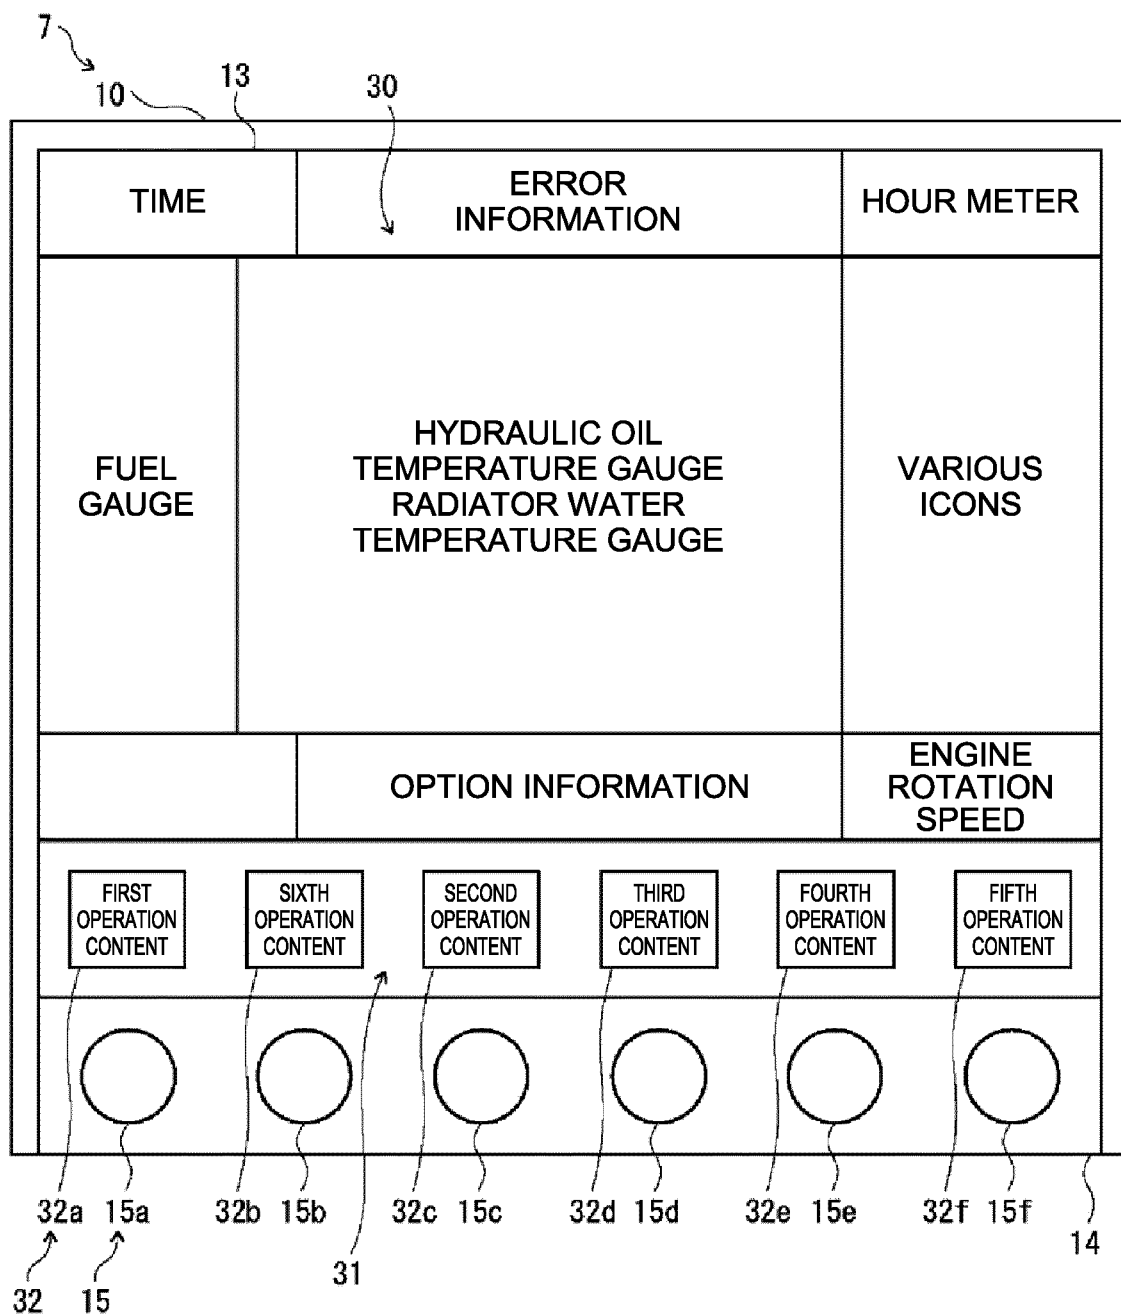 7
10
13
30
TIME
ERROR
INFORMATION
HOUR METER
FUEL
GAUGE
HYDRAULIC OIL
TEMPERATURE GAUGE
RADIATOR WATER
TEMPERATURE GAUGE
VARIOUS
ICONS
OPTION INFORMATION
ENGINE
ROTATION
SPEED
FIRST
OPERATION
CONTENT
SIXTH
OPERATION
CONTENT
SECOND
OPERATION
CONTENT
THIRD
OPERATION
CONTENT
FOURTH
OPERATION
CONTENT
FIFTH
OPERATION
CONTENT
32a 15a 32b 15b 32c 15c 32d 15d 32e 15e 32f 15f
14
31
32 15